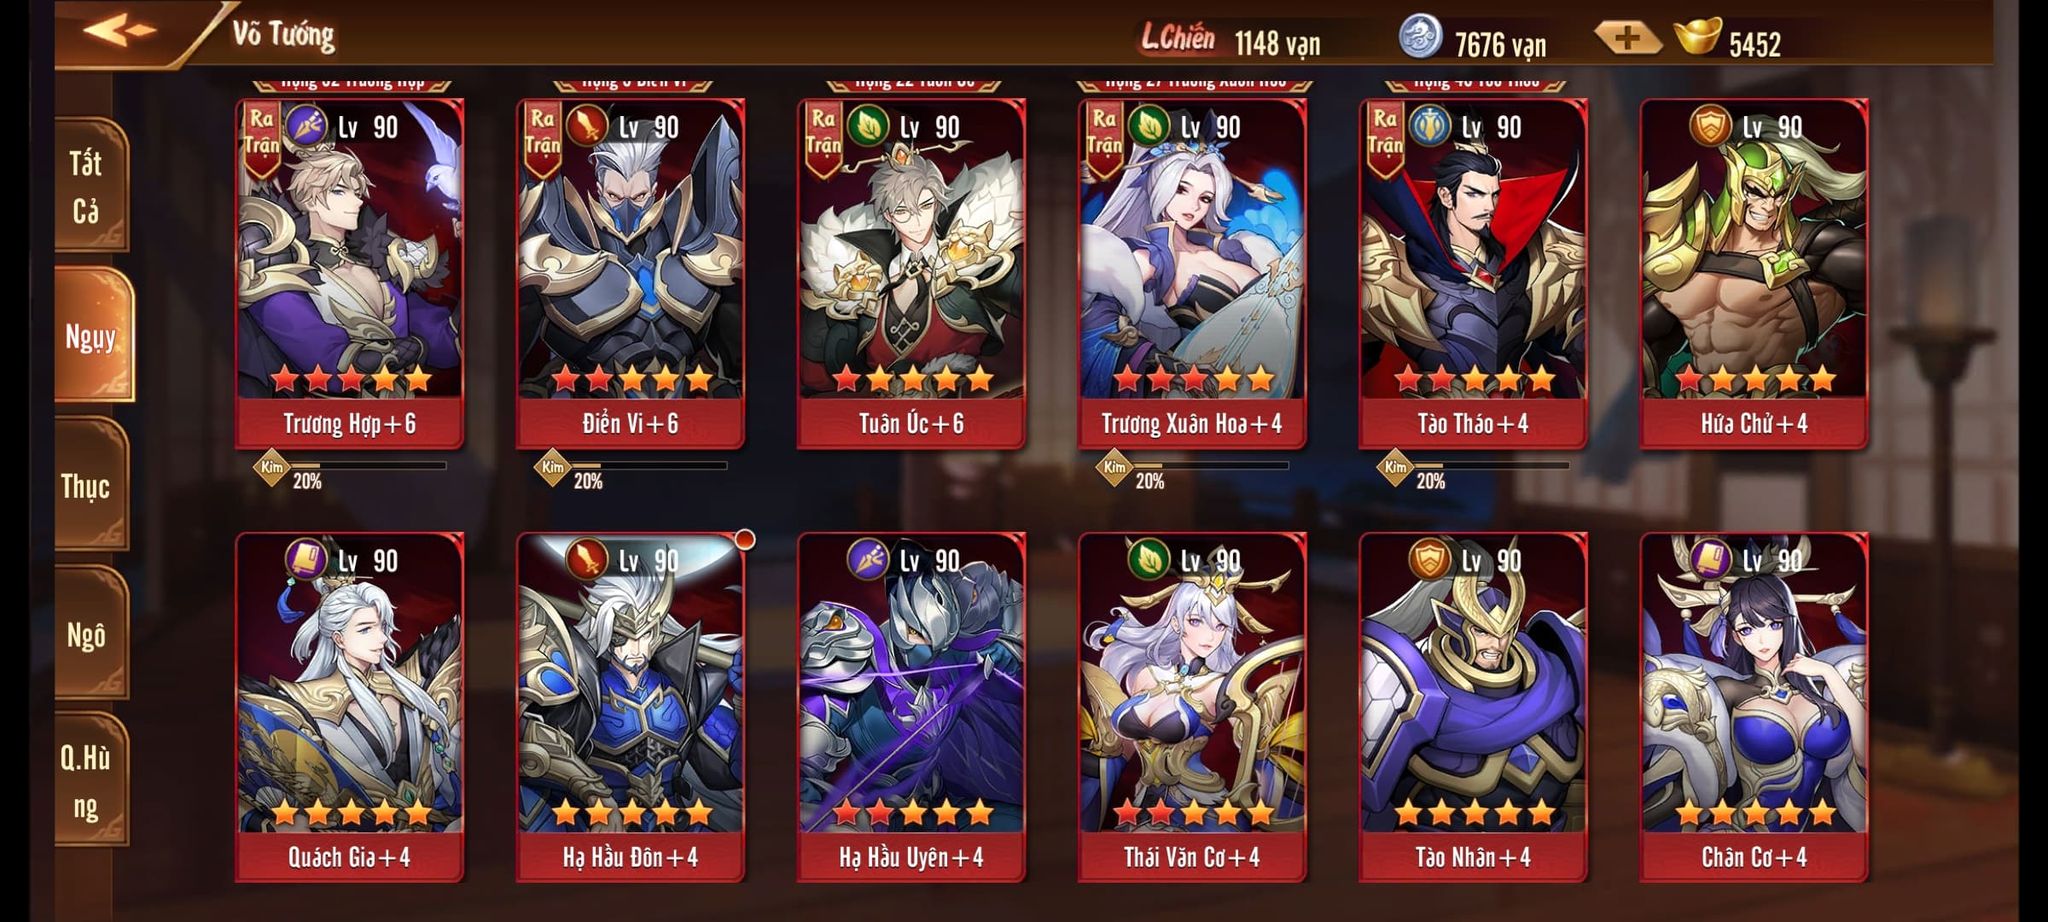 Võ Tướng
L.Chiến 1148 vạn 7676 vạn 5452
Tất Cả
Ngụy
Thục
Ngô
Q.Hù
ng
Ra Trận Lv 90
Ra Trận Lv 90
Ra Trận Lv 90
Ra Trận Lv 90
Ra Trận Lv 90
Lv 90
Trương Hợp+6
Điển Vi+6
Tuân Úc+6
Trương Xuân Hoa+4
Tào Tháo+4
Hứa Chử+4
Kim 20%
Kim 20%
Kim 20%
Kim 20%
Lv 90
Lv 90
Lv 90
Lv 90
Lv 90
Lv 90
Quách Gia+4
Hạ Hầu Đôn+4
Hạ Hầu Uyên+4
Thái Văn Cơ+4
Tào Nhân+4
Chân Cơ+4